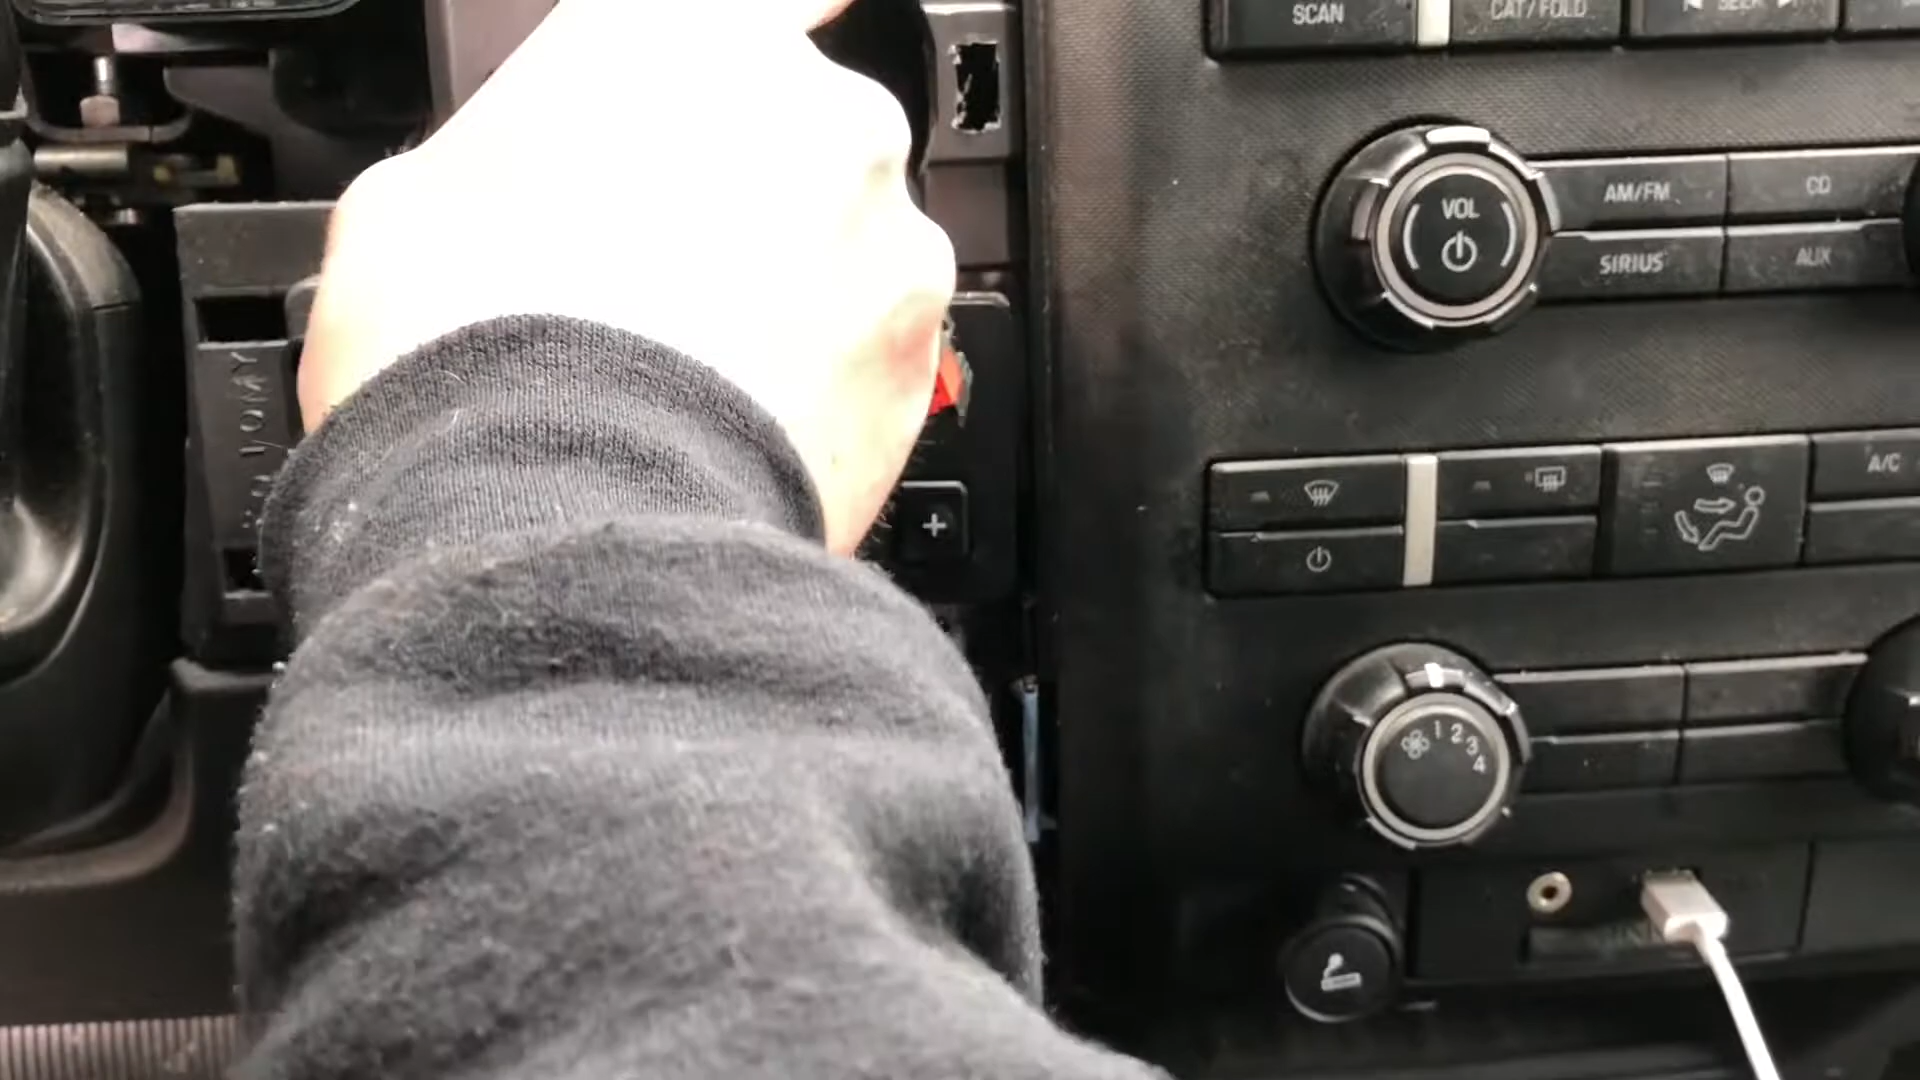 SCAN
CAT/FOLD
SEEK
VOL
AM/FM
CD
SIRIUS
AUX
+
A/C
1 2 3 4